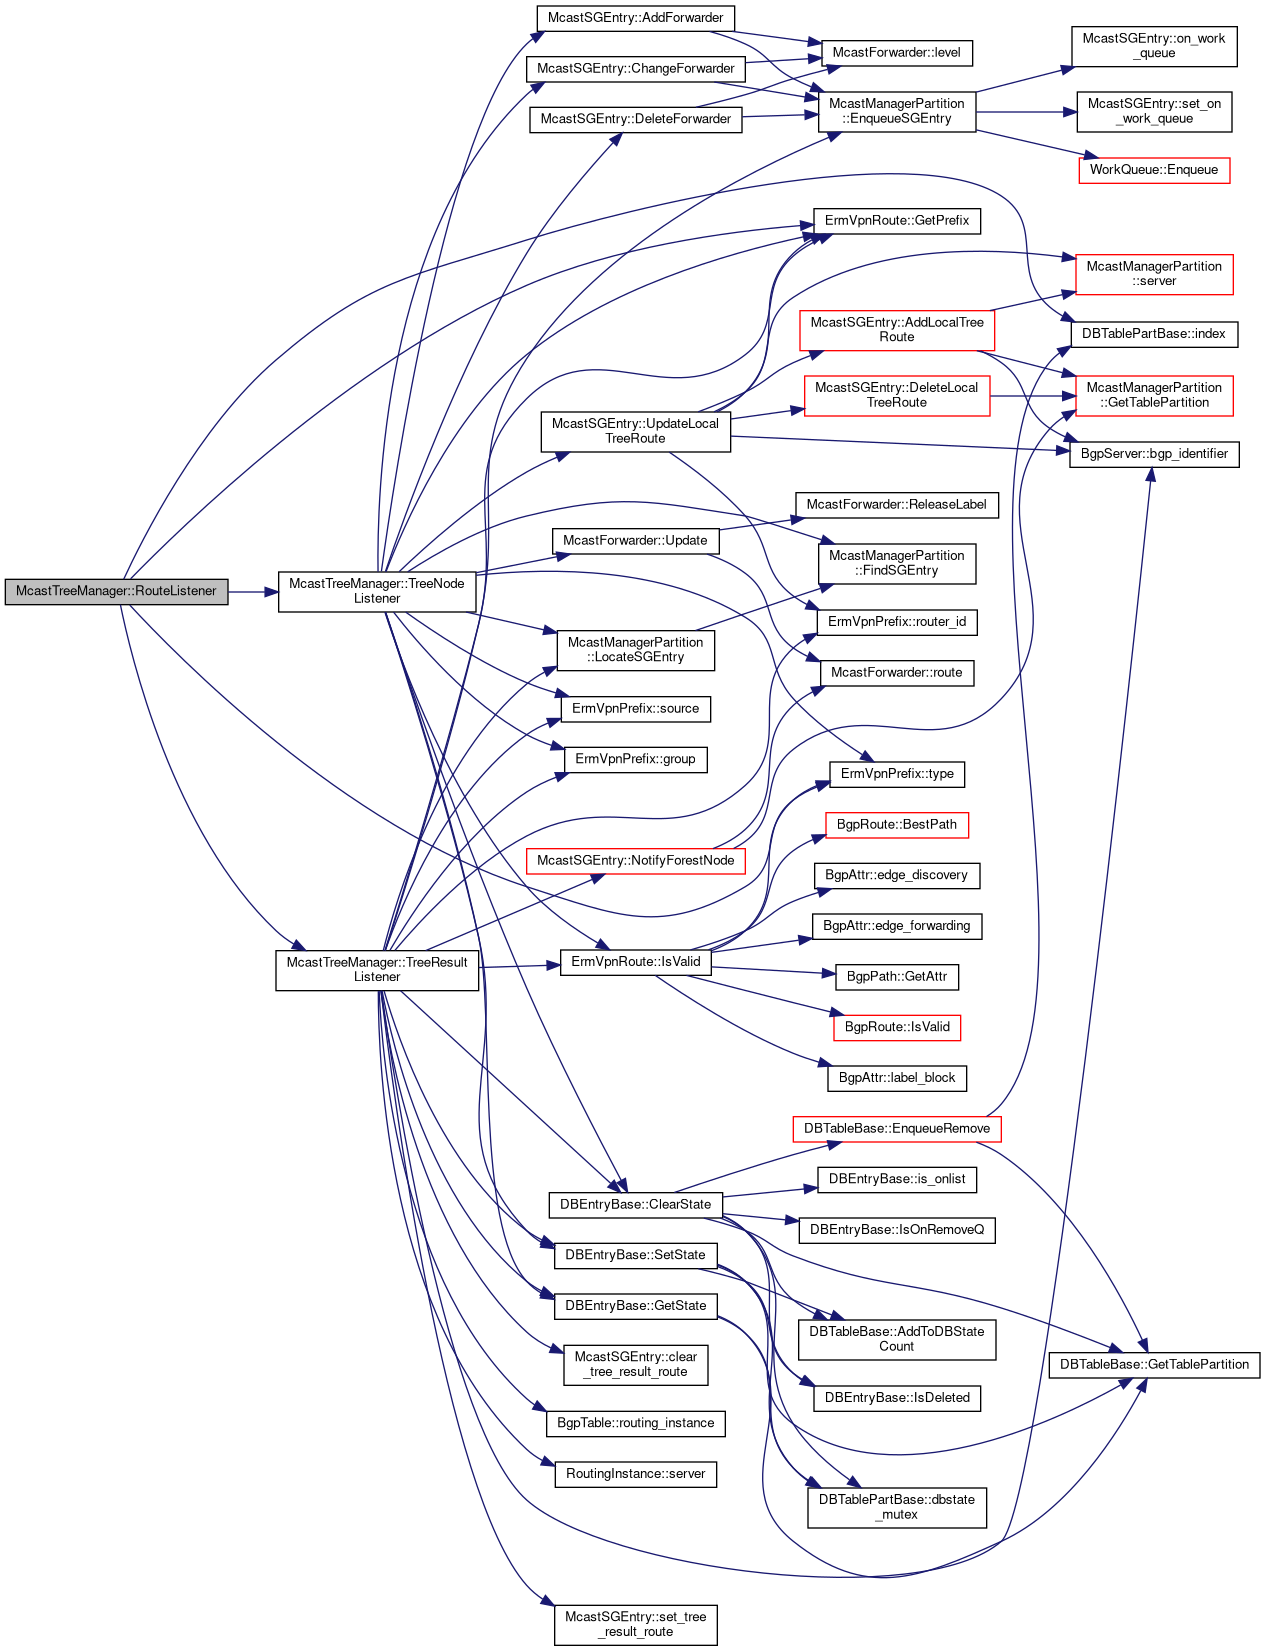 McastSGEntry::AddForwarder
McastSGEntry::on_work
_queue
McastForwarder::level
McastSGEntry::ChangeForwarder
McastManagerPartition
::EnqueueSGEntry
McastSGEntry::set_on
_work_queue
McastSGEntry::DeleteForwarder
WorkQueue::Enqueue
ErmVpnRoute::GetPrefix
McastManagerPartition
::server
McastSGEntry::AddLocalTree
Route
DBTablePartBase::index
McastSGEntry::DeleteLocal
TreeRoute
McastManagerPartition
::GetTablePartition
McastSGEntry::UpdateLocal
TreeRoute
BgpServer::bgp_identifier
McastForwarder::ReleaseLabel
McastForwarder::Update
McastManagerPartition
::FindSGEntry
McastTreeManager::RouteListener
McastTreeManager::TreeNode
Listener
ErmVpnPrefix::router_id
McastManagerPartition
::LocateSGEntry
McastForwarder::route
ErmVpnPrefix::source
ErmVpnPrefix::group
ErmVpnPrefix::type
BgpRoute::BestPath
McastSGEntry::NotifyForestNode
BgpAttr::edge_discovery
BgpAttr::edge_forwarding
McastTreeManager::TreeResult
Listener
ErmVpnRoute::IsValid
BgpPath::GetAttr
BgpRoute::IsValid
BgpAttr::label_block
DBTableBase::EnqueueRemove
DBEntryBase::is_onlist
DBEntryBase::ClearState
DBEntryBase::IsOnRemoveQ
DBEntryBase::SetState
DBEntryBase::GetState
DBTableBase::AddToDBState
Count
McastSGEntry::clear
_tree_result_route
DBTableBase::GetTablePartition
DBEntryBase::IsDeleted
BgpTable::routing_instance
RoutingInstance::server
DBTablePartBase::dbstate
_mutex
McastSGEntry::set_tree
_result_route